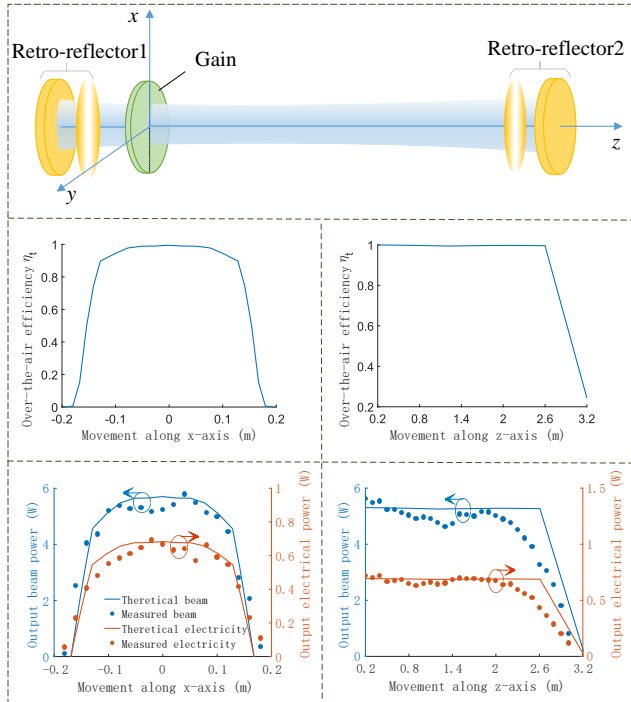 x
Retro-reflector1
Gain
Retro-reflector2
z
y
Over-the-air efficiency ηt
1
0.8
0.6
0.4
0.2
0
-0.2
-0.1
0
0.1
0.2
Movement along x-axis (m)
Over-the-air efficiency ηt
1
0.8
0.6
0.4
0.2
0.2
0.8
1.4
2
2.6
3.2
Movement along z-axis (m)
Output beam power (W)
6
4
2
0
-0.2
-0.1
0
0.1
0.2
Movement along x-axis (m)
1
0.8
0.6
0.4
0.2
0
Output electrical power (W)
Theretical beam
Measured beam
Theretical electricity
Measured electricity
Output beam power (W)
6
4
2
0
0.2
0.8
1.4
2
2.6
3.2
Movement along z-axis (m)
1.5
1
0.5
0
Output electrical power (W)